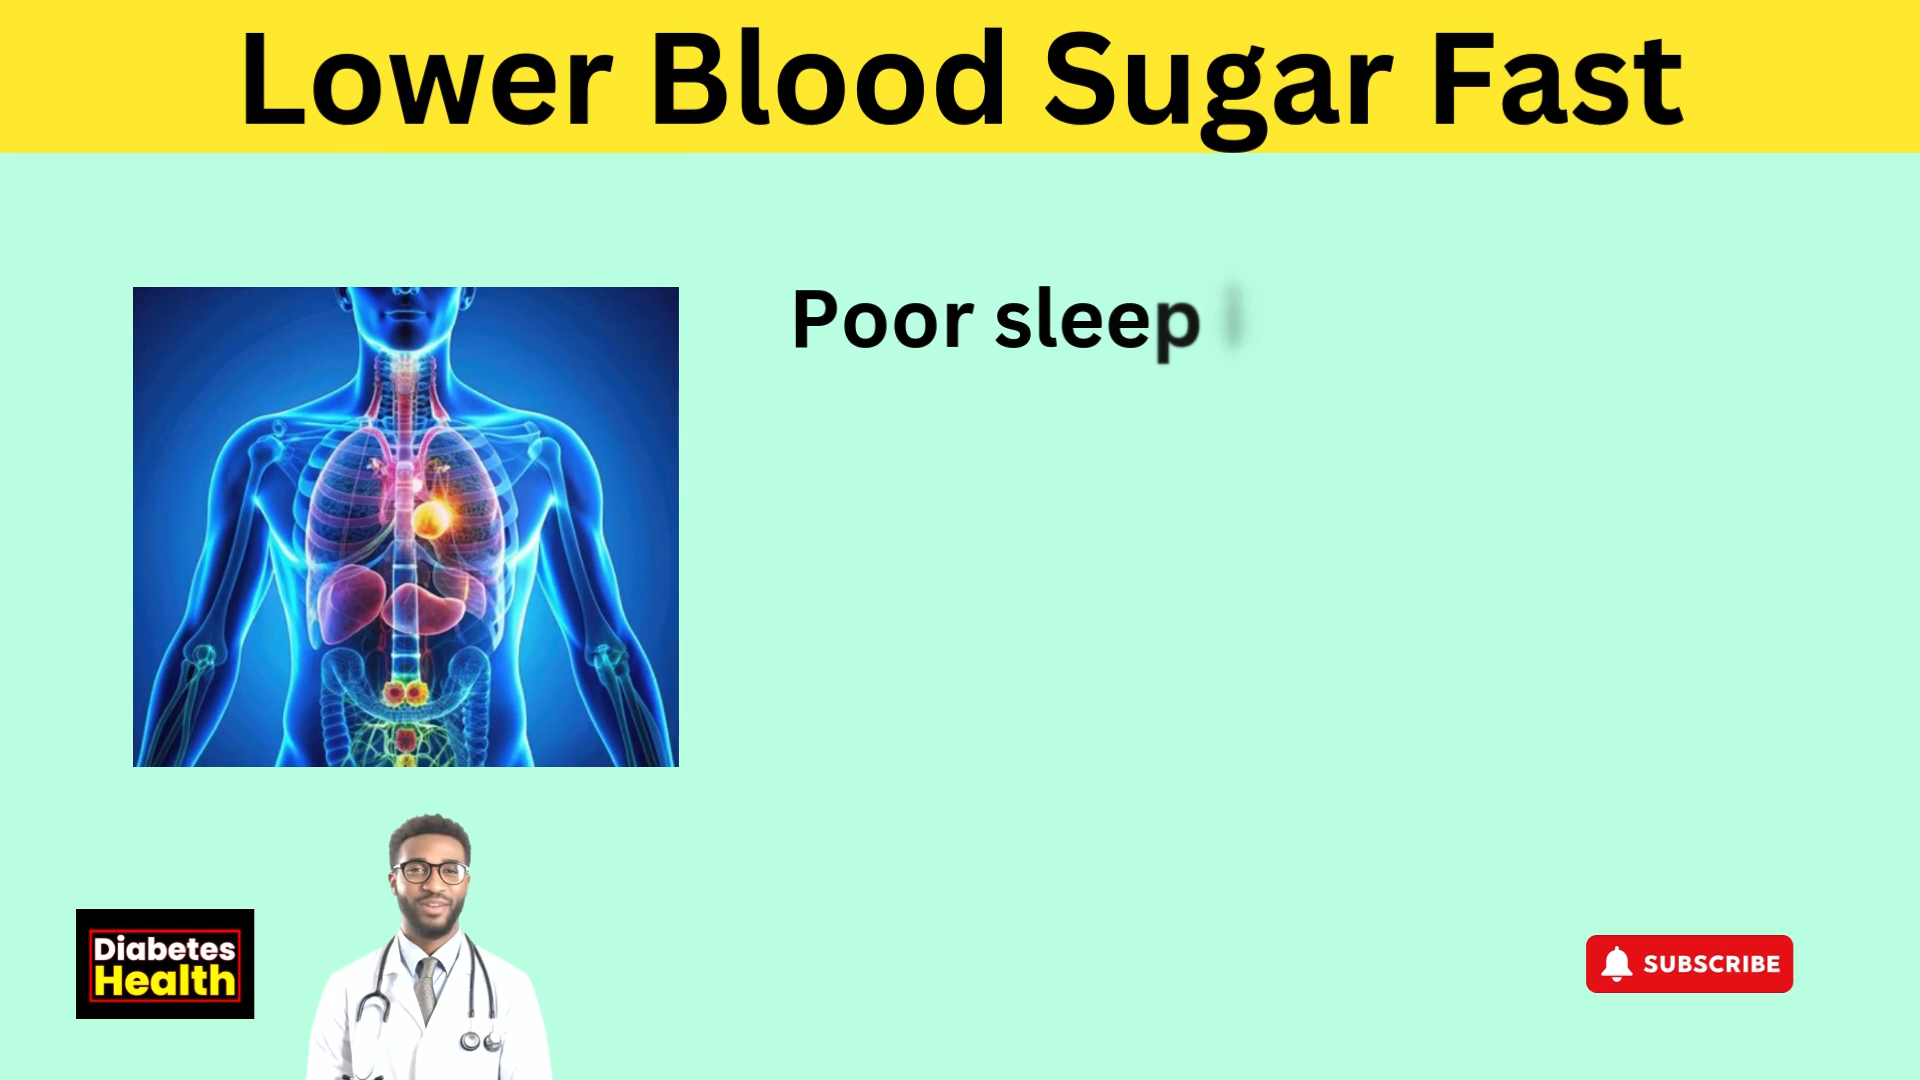 Lower Blood Sugar Fast
Poor sleep
Diabetes
Health
SUBSCRIBE